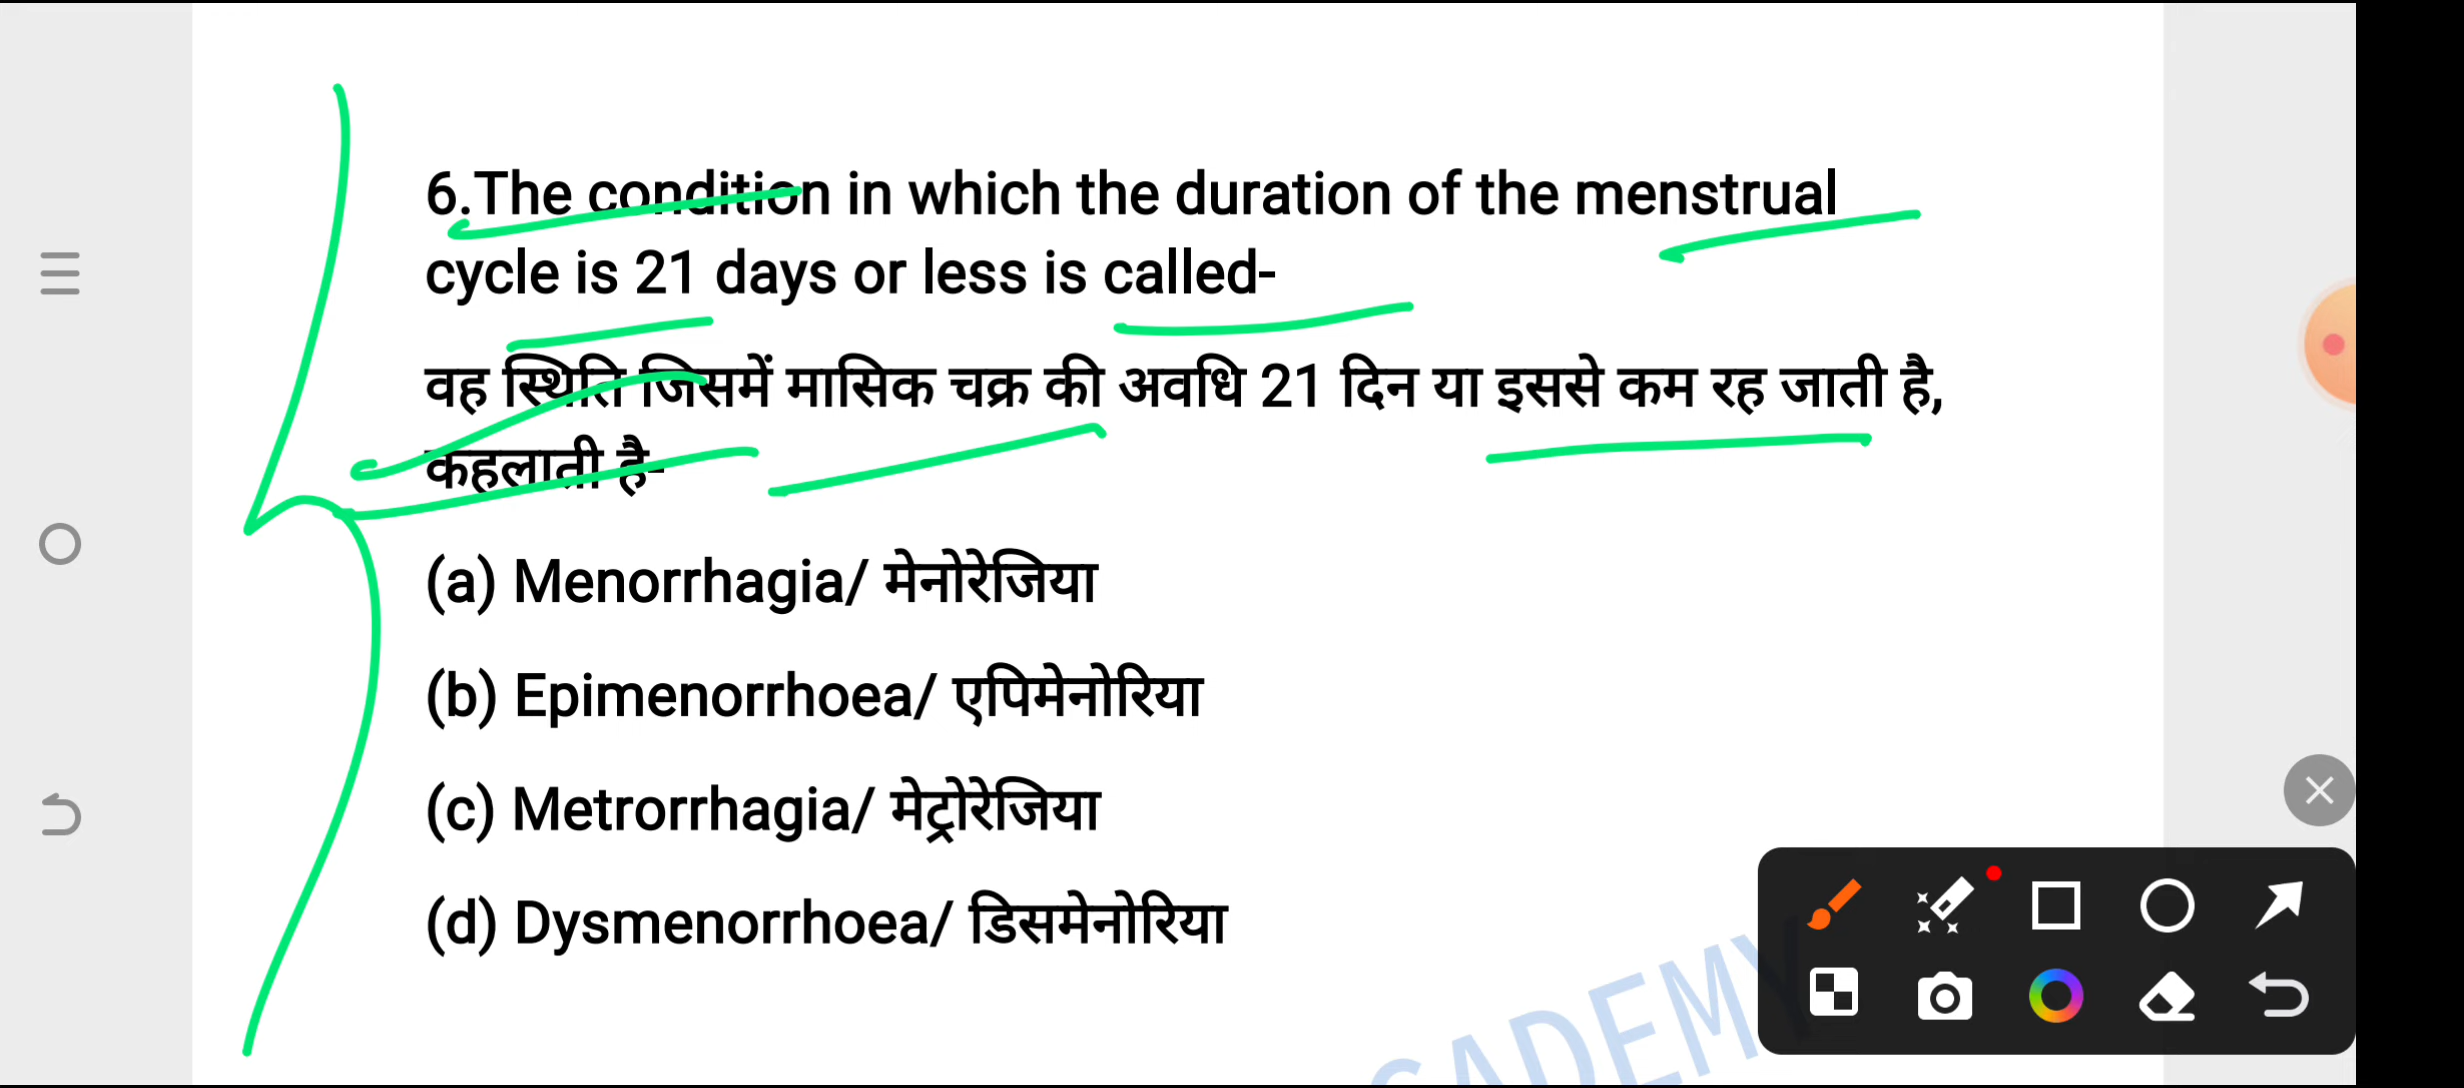 6.The condition in which the duration of the menstrual
cycle is 21 days or less is called-
वह स्थिति जिसमें मासिक चक्र की अवधि 21 दिन या इससे कम रह जाती है,
कहलाती है-
(a) Menorrhagia/ मेनोरेजिया
(b) Epimenorrhoea/ एपिमेनोरिया
(c) Metrorrhagia/ मेट्रोरेजिया
(d) Dysmenorrhoea/ डिसमेनोरिया
CADEMY